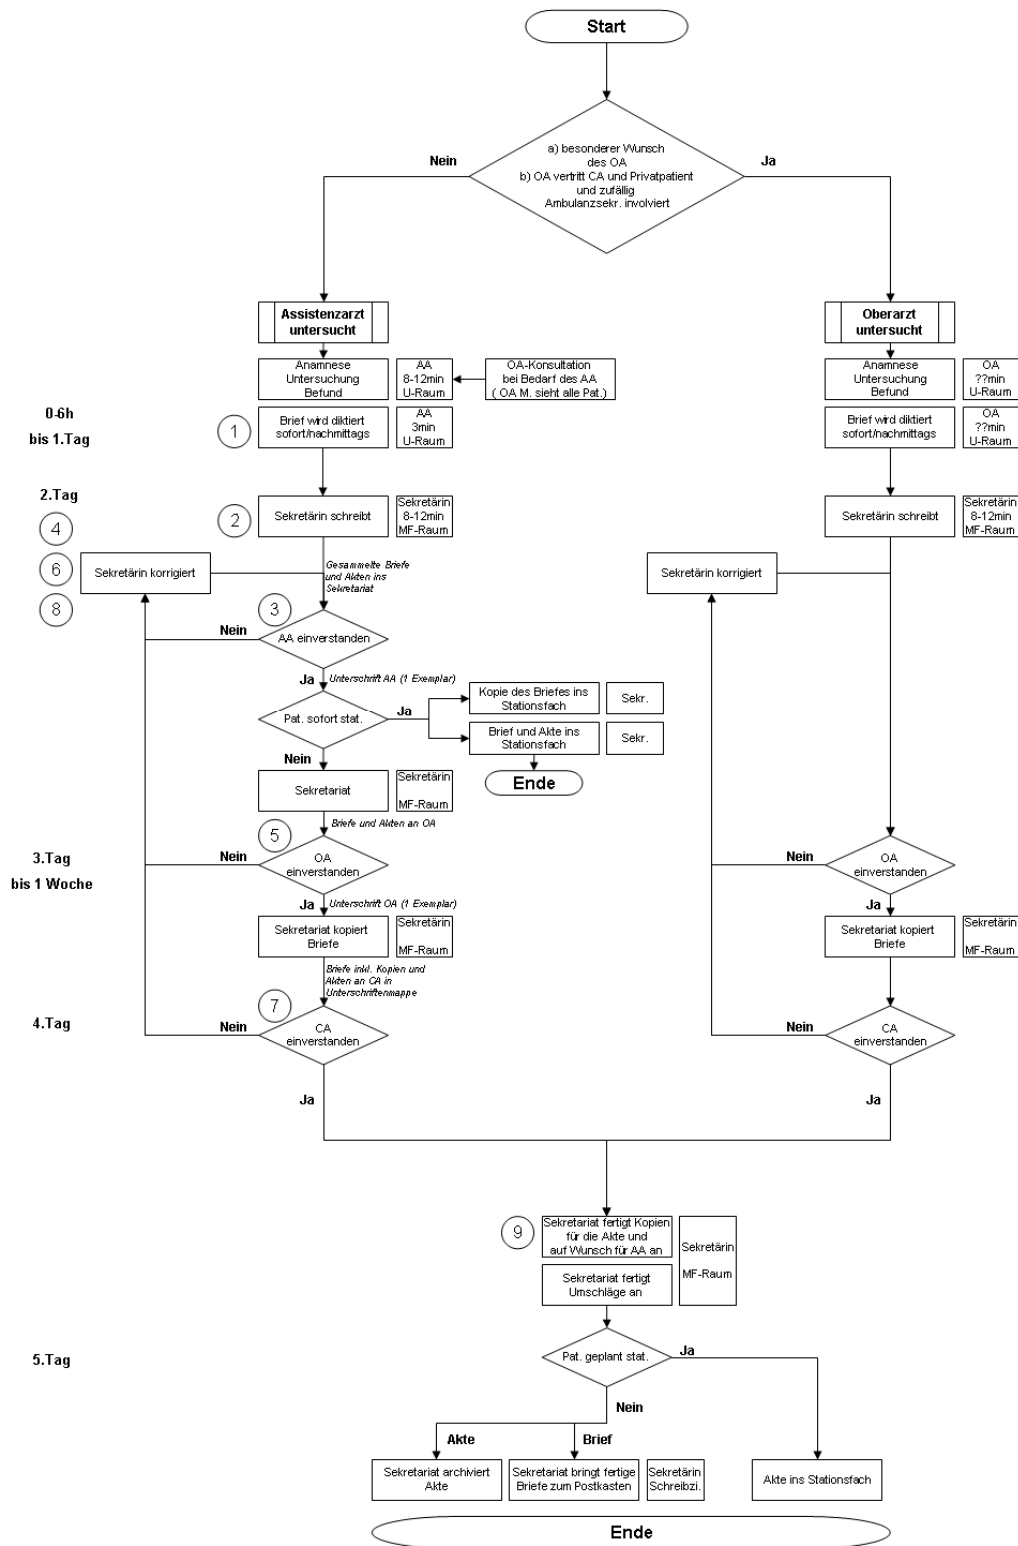 Start
a) besonderer Wunsch
des OA
b) OA vertritt CA und Privatpatient
und zufällig
Ambulanzsekr. involviert
Nein
Ja
Assistenzarzt
untersucht
Oberarzt
untersucht
Anamnese
Untersuchung
Befund
AA
8-12min
U-Raum
OA-Konsultation
bei Bedarf des AA
( OA M. sieht alle Pat.)
Anamnese
Untersuchung
Befund
OA
??min
U-Raum
0-6h
bis 1.Tag
1
Brief wird diktiert
sofort/nachmittags
AA
3min
U-Raum
Brief wird diktiert
sofort/nachmittags
OA
??min
U-Raum
2.Tag
2
Sekretärin schreibt
Sekretärin
8-12min
MF-Raum
Sekretärin schreibt
Sekretärin
8-12min
MF-Raum
4
6
8
Sekretärin korrigiert
Gesammelte Briefe
und Akten ins
Sekretariat
Sekretärin korrigiert
3
Nein
AA einverstanden
Ja
Unterschrift AA (1 Exemplar)
Pat. sofort stat.
Ja
Kopie des Briefes ins
Stationsfach
Sekr.
Brief und Akte ins
Stationsfach
Sekr.
Ende
Nein
Sekretariat
Sekretärin
MF-Raum
Briefe und Akten an OA
5
3.Tag
bis 1 Woche
Nein
OA
einverstanden
Nein
OA
einverstanden
Ja
Unterschrift OA (1 Exemplar)
Ja
Sekretariat kopiert
Briefe
Sekretärin
MF-Raum
Sekretariat kopiert
Briefe
Sekretärin
MF-Raum
Briefe inkl. Kopien und
Akten an CA in
Unterschriftenmappe
7
4.Tag
Nein
CA
einverstanden
Nein
CA
einverstanden
Ja
Ja
9
Sekretariat fertigt Kopien
für die Akte und
auf Wunsch für AA an
Sekretärin
MF-Raum
Sekretariat fertigt
Umschläge an
5.Tag
Pat. geplant stat.
Ja
Nein
Akte
Brief
Sekretariat archiviert
Akte
Sekretariat bringt fertige
Briefe zum Postkasten
Sekretärin
Schreibzi.
Akte ins Stationsfach
Ende